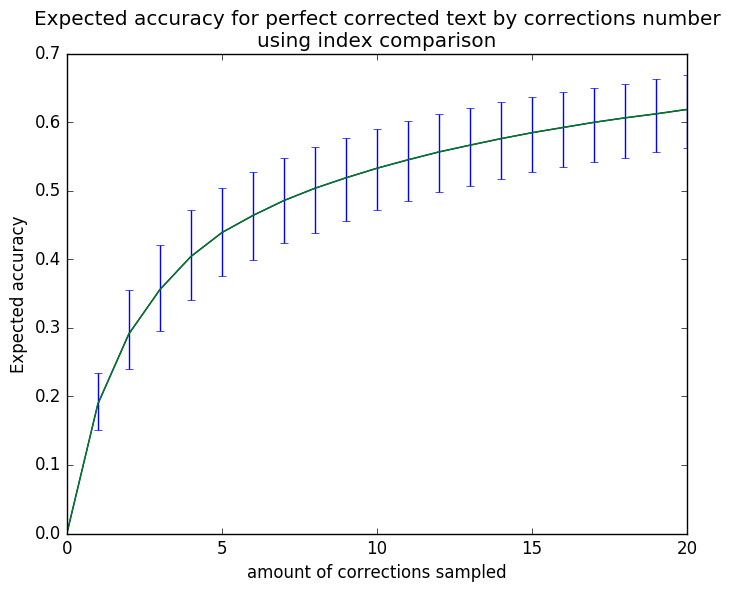 Expected accuracy for perfect corrected text by corrections number
using index comparison
0.7
0.6
0.5
0.4
0.3
0.2
0.1
0.0
Expected accuracy
0 5 10 15 20
amount of corrections sampled